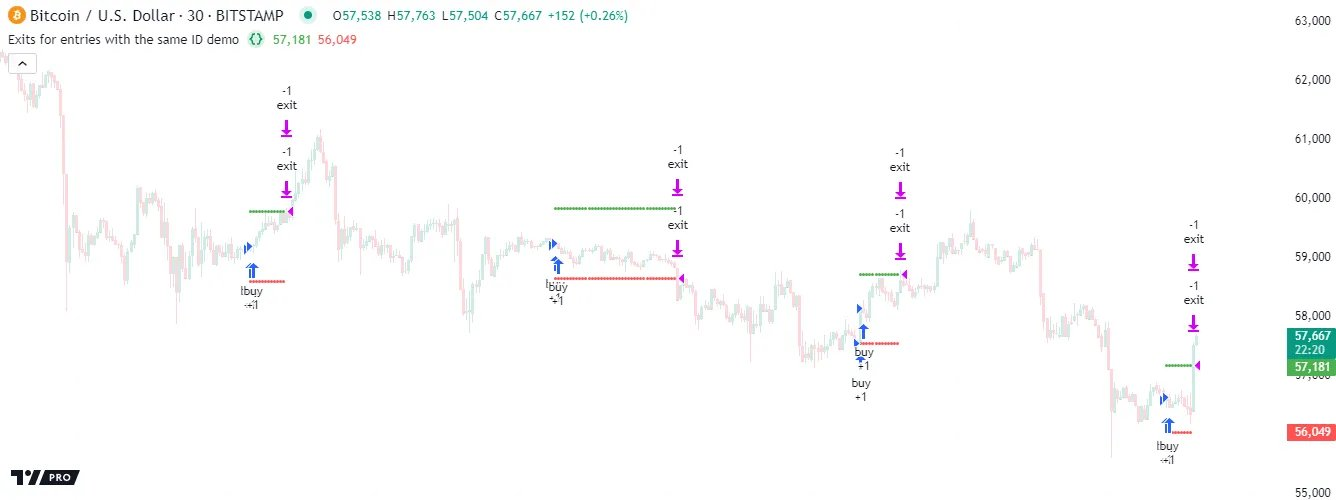 Bitcoin / U.S. Dollar · 30 · BITSTAMP O57,538 H57,763 L57,504 C57,667 +152 (+0.26%)
Exits for entries with the same ID demo {} 57,181 56,049
63,000
62,000
61,000
60,000
59,000
58,000
57,667
22:20
57,181
56,049
55,000
-1
exit
-1
exit
buy
+1
-1
exit
-1
exit
buy
+1
-1
exit
-1
exit
buy
+1
buy
+1
-1
exit
-1
exit
buy
+1
PRO